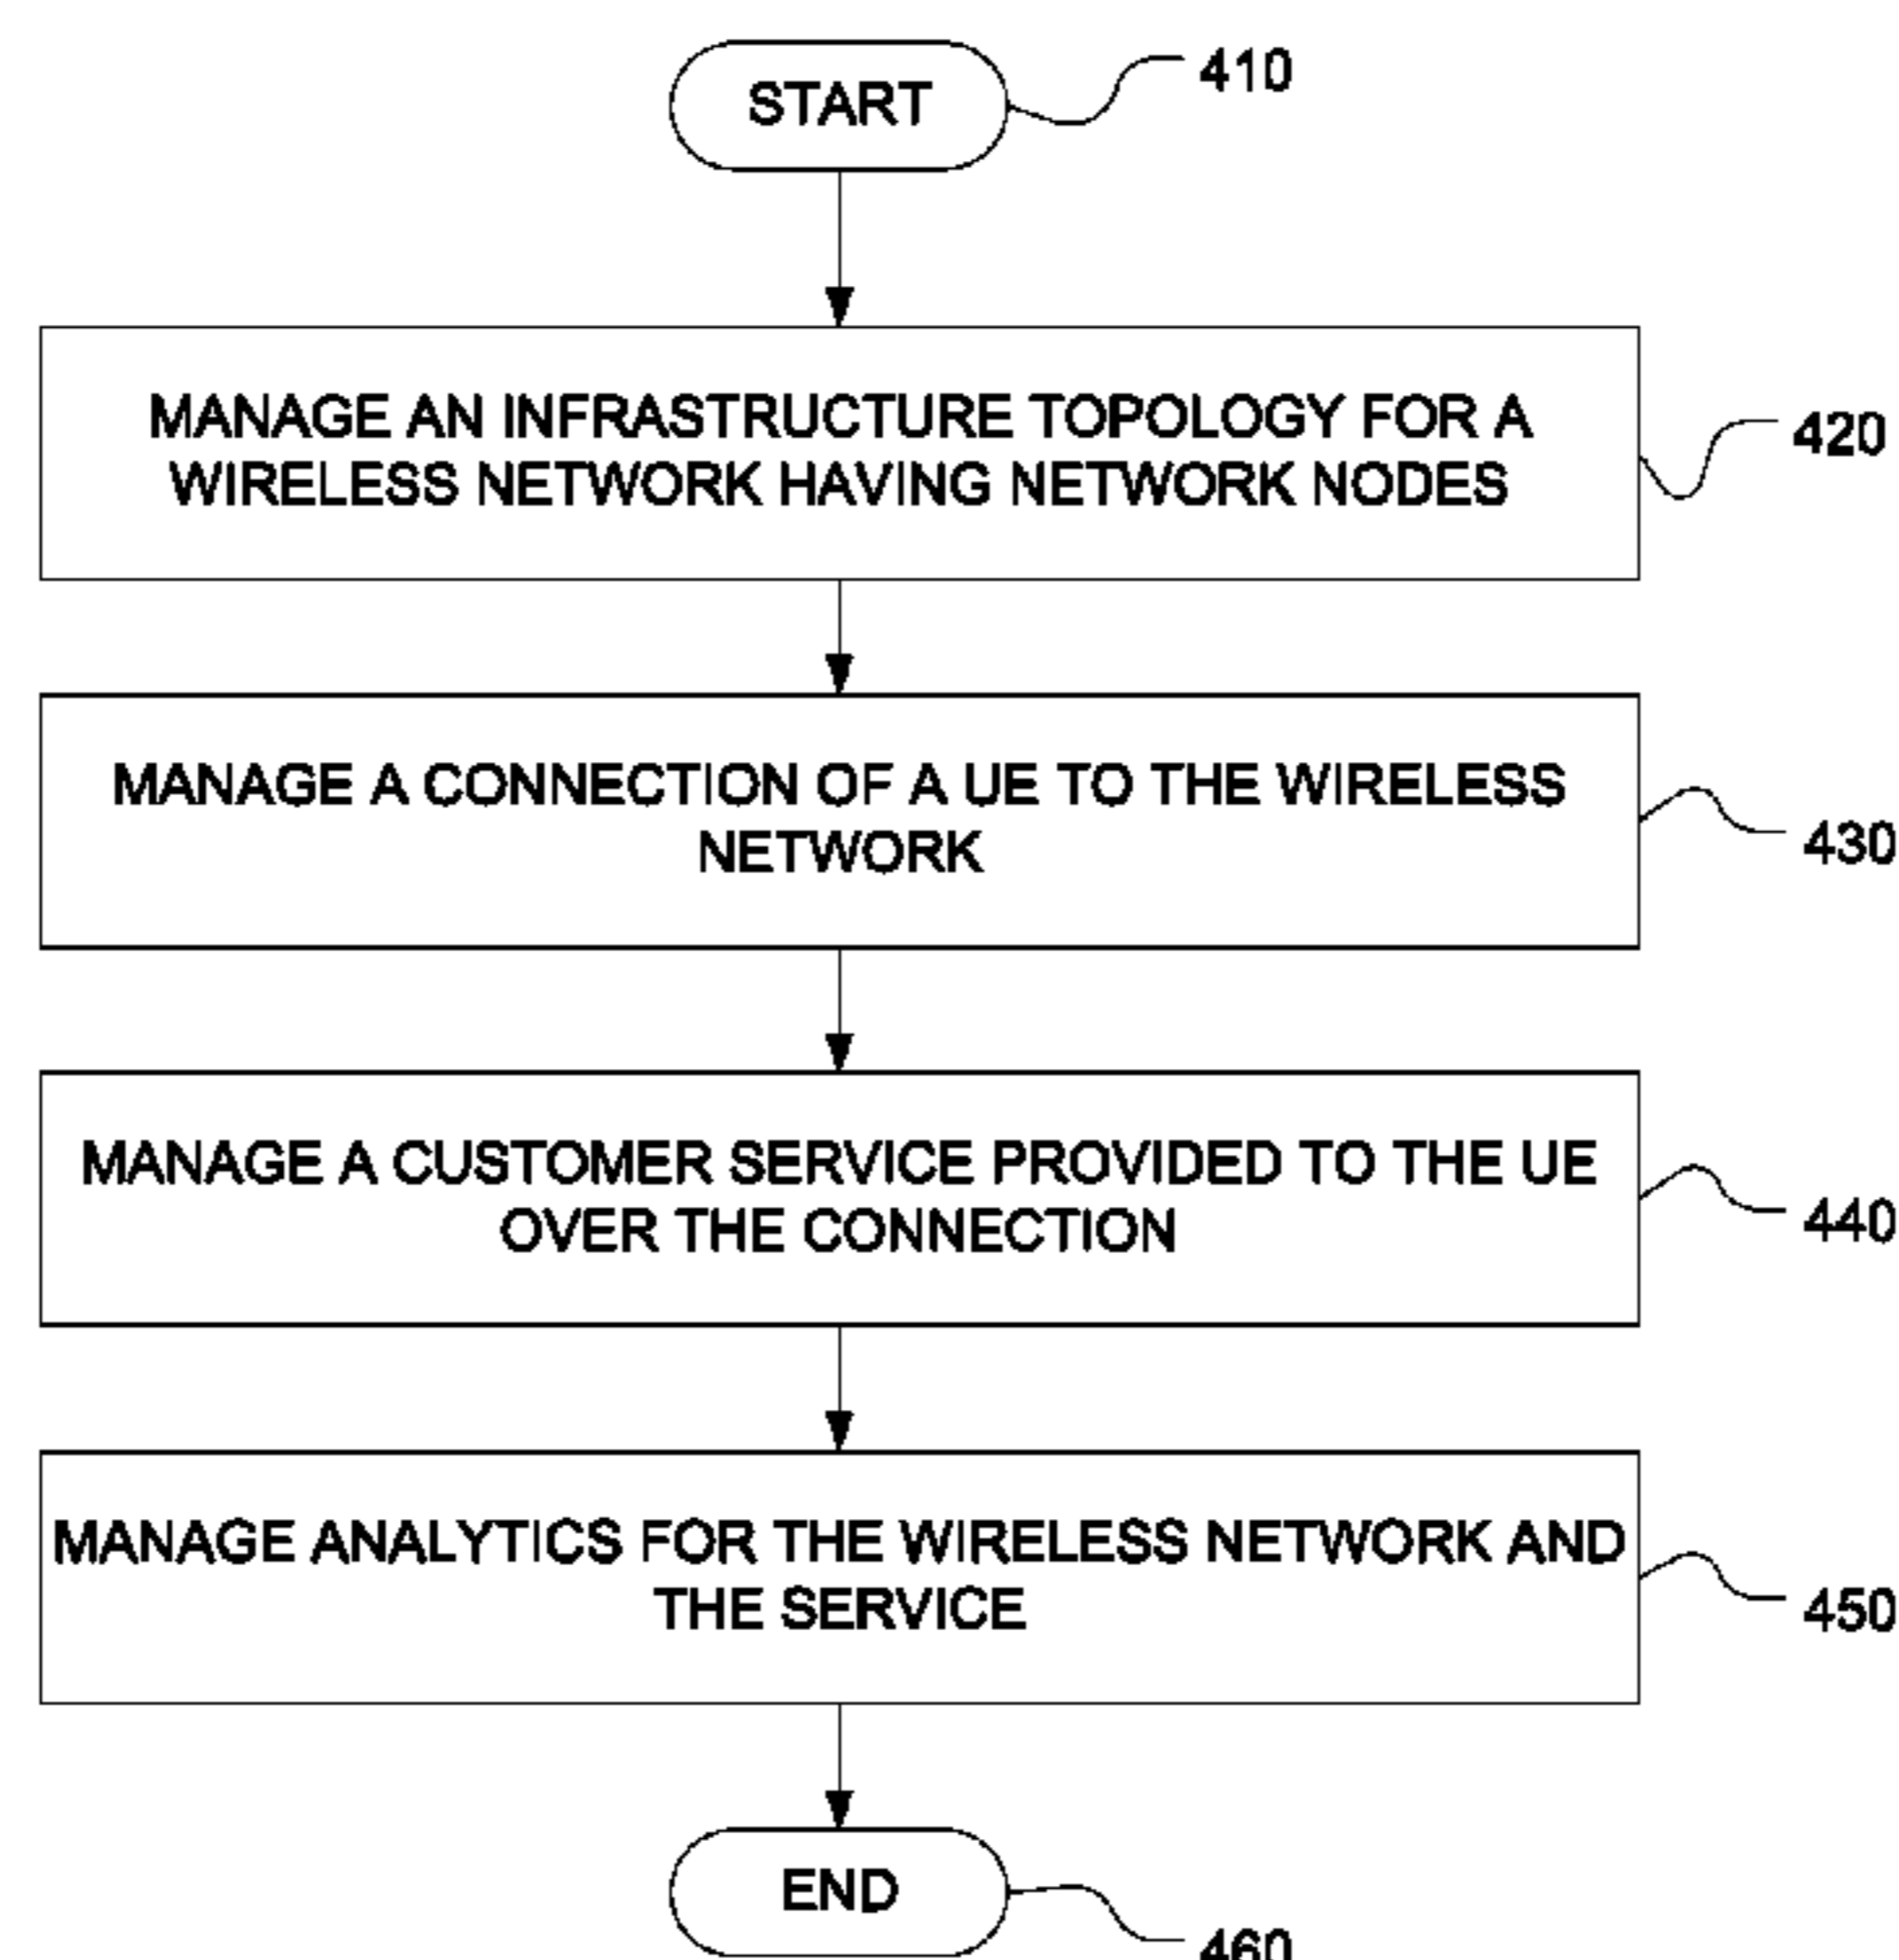 START
410
MANAGE AN INFRASTRUCTURE TOPOLOGY FOR A
WIRELESS NETWORK HAVING NETWORK NODES
420
MANAGE A CONNECTION OF A UE TO THE WIRELESS
NETWORK
430
MANAGE A CUSTOMER SERVICE PROVIDED TO THE UE
OVER THE CONNECTION
440
MANAGE ANALYTICS FOR THE WIRELESS NETWORK AND
THE SERVICE
450
END
460